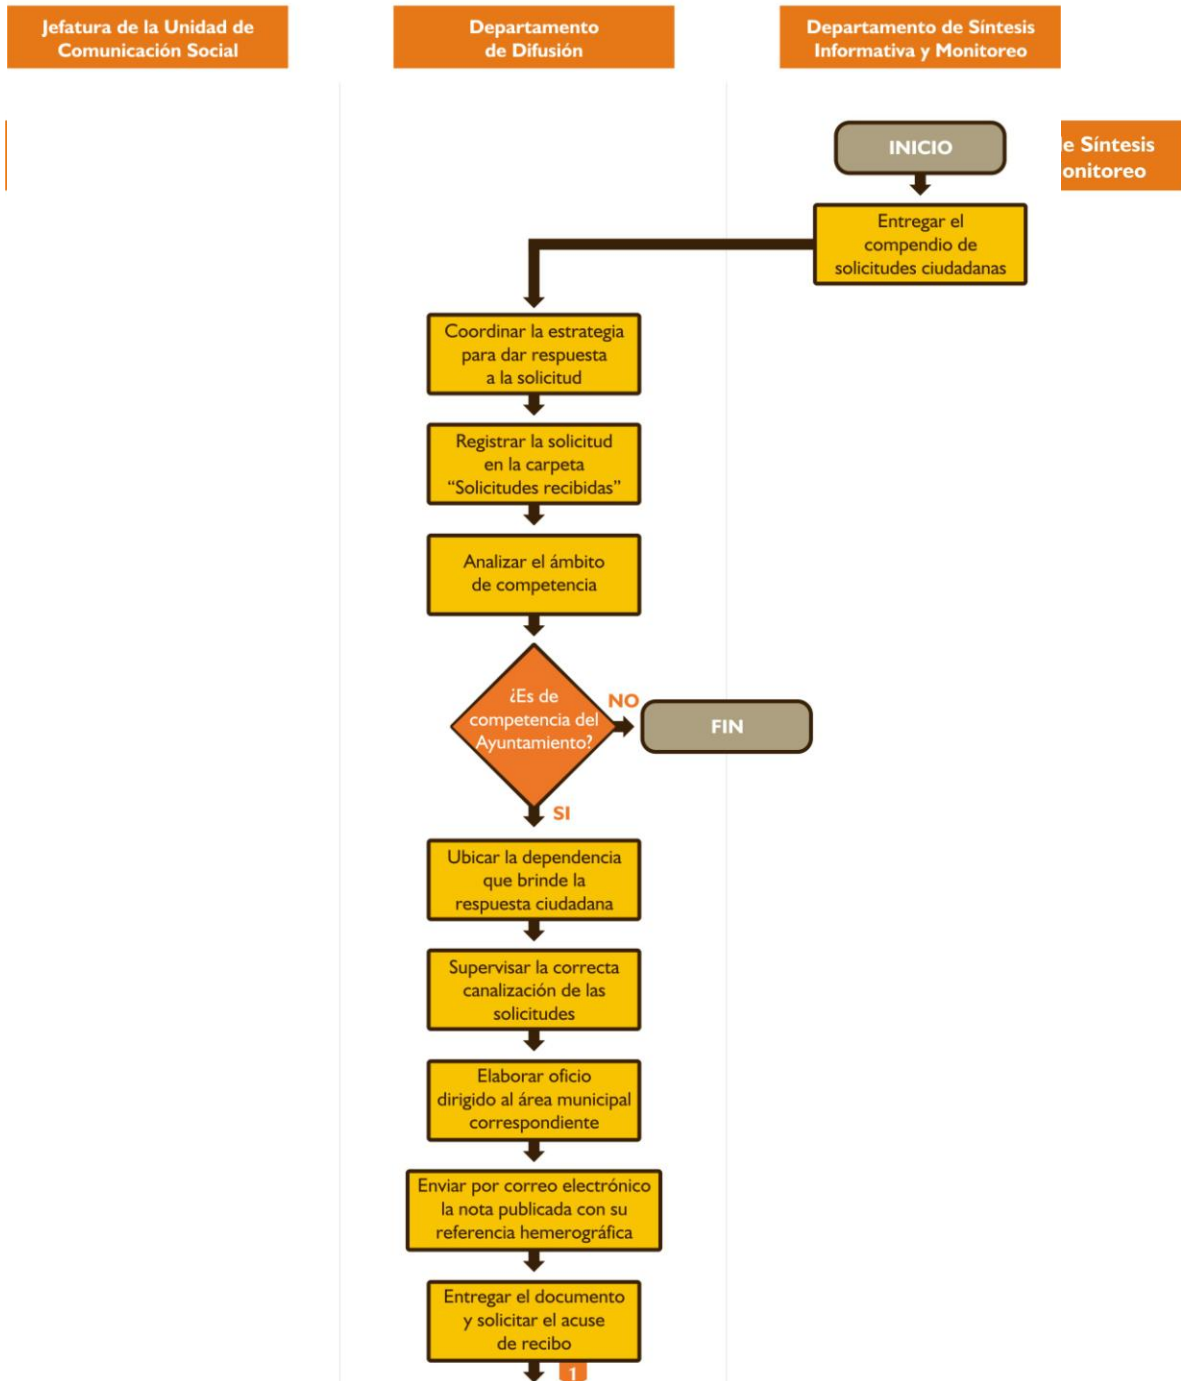 Jefatura de la Unidad de
Comunicación Social
Departamento
de Difusión
Departamento de Síntesis
Informativa y Monitoreo
INICIO
e Síntesis
onitoreo
Entregar el
compendio de
solicitudes ciudadanas
Coordinar la estrategia
para dar respuesta
a la solicitud
Registrar la solicitud
en la carpeta
“Solicitudes recibidas”
Analizar el ámbito
de competencia
¿Es de
competencia del
Ayuntamiento?
NO
FIN
SI
Ubicar la dependencia
que brinde la
respuesta ciudadana
Supervisar la correcta
canalización de las
solicitudes
Elaborar oficio
dirigido al área municipal
correspondiente
Enviar por correo electrónico
la nota publicada con su
referencia hemerográfica
Entregar el documento
y solicitar el acuse
de recibo
1